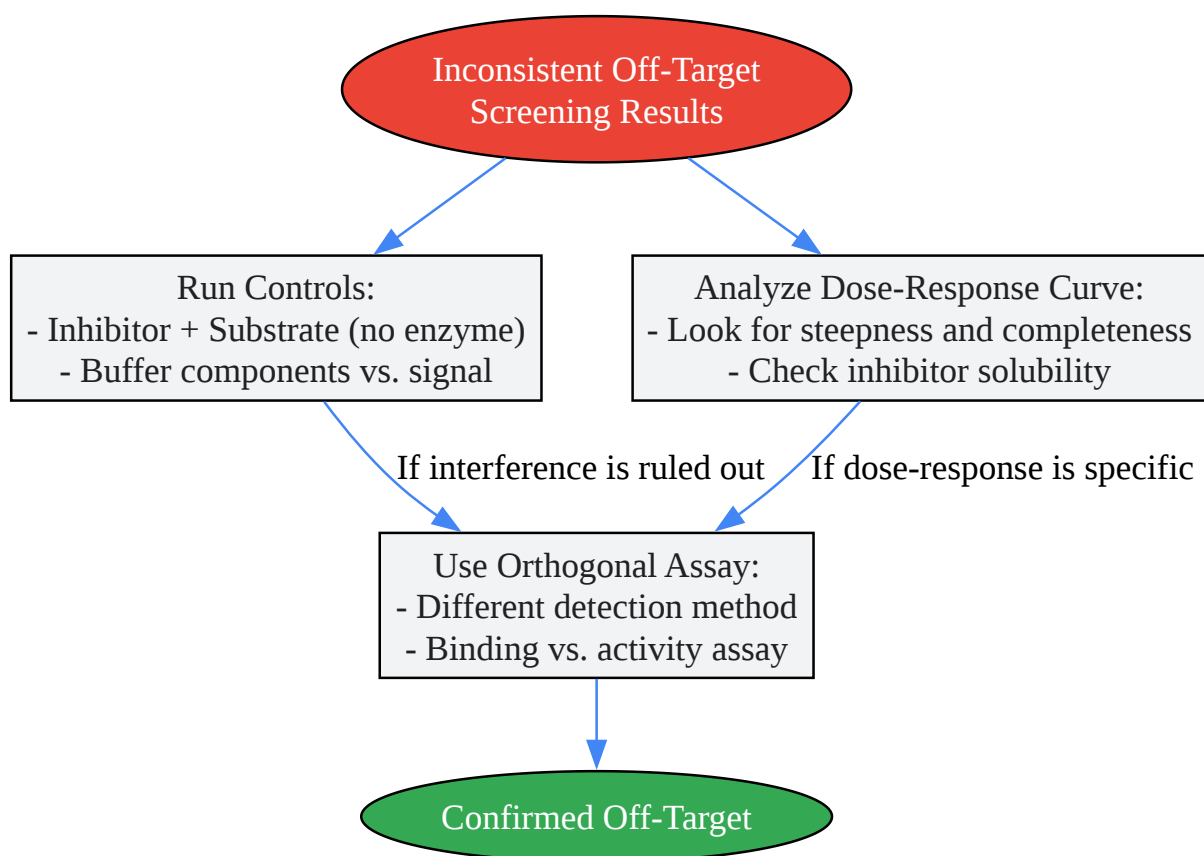 Inconsistent Off-Target
Screening Results
Run Controls:
- Inhibitor + Substrate (no enzyme)
- Buffer components vs. signal
Analyze Dose-Response Curve:
- Look for steepness and completeness
- Check inhibitor solubility
If interference is ruled out
If dose-response is specific
Use Orthogonal Assay:
- Different detection method
- Binding vs. activity assay
Confirmed Off-Target